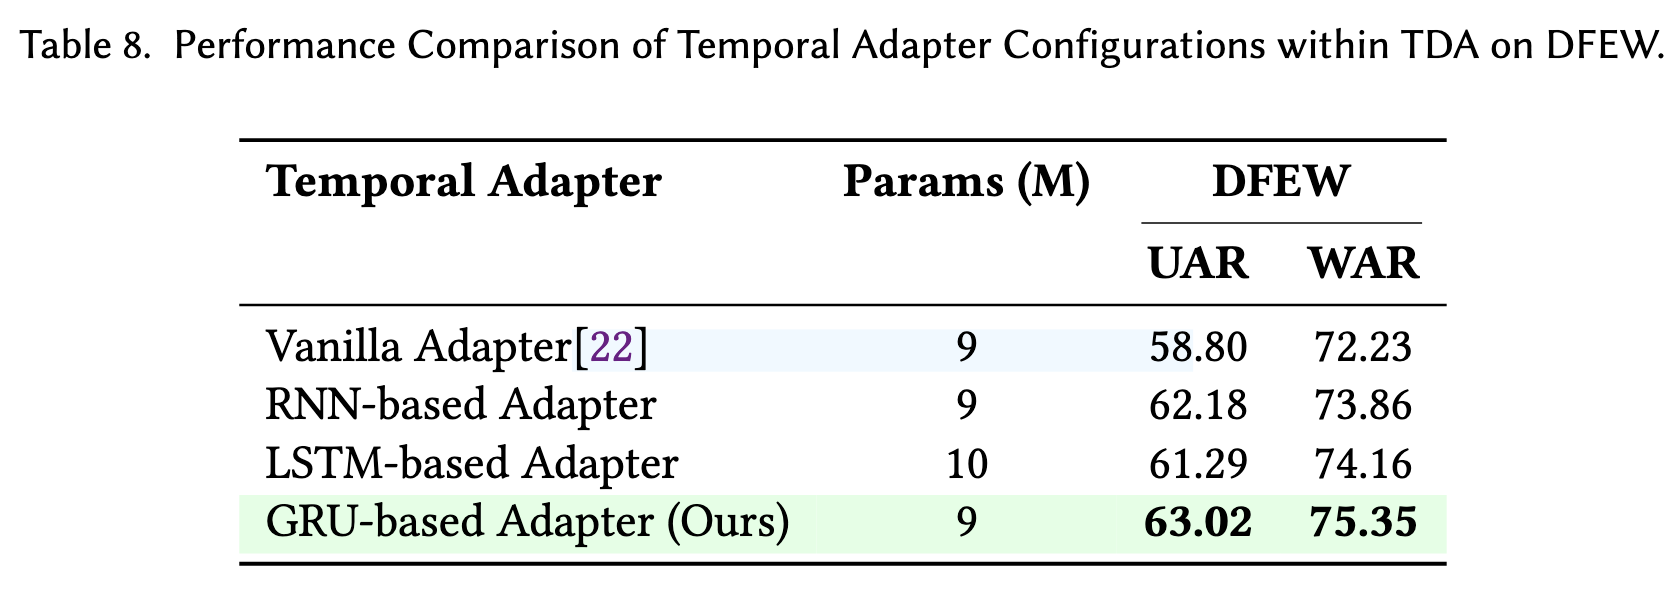 Table 8. Performance Comparison of Temporal Adapter Configurations within TDA on DFEW.
Temporal Adapter Params (M) DFEW
UAR WAR
Vanilla Adapter[22] 9 58.80 72.23
RNN-based Adapter 9 62.18 73.86
LSTM-based Adapter 10 61.29 74.16
GRU-based Adapter (Ours) 9 63.02 75.35